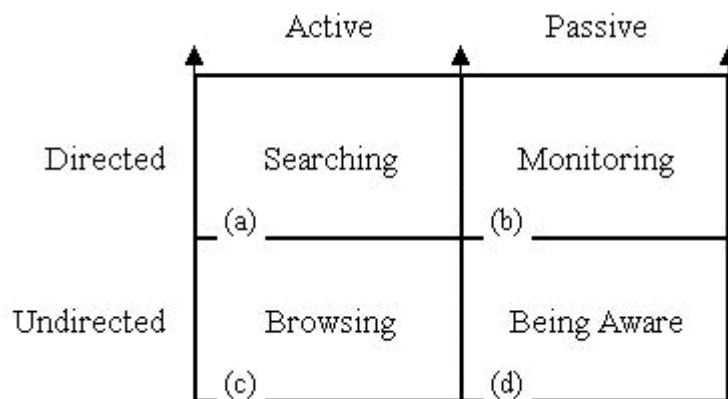 Active Passive
Directed Searching Monitoring
(a) (b)
Undirected Browsing Being Aware
(c) (d)